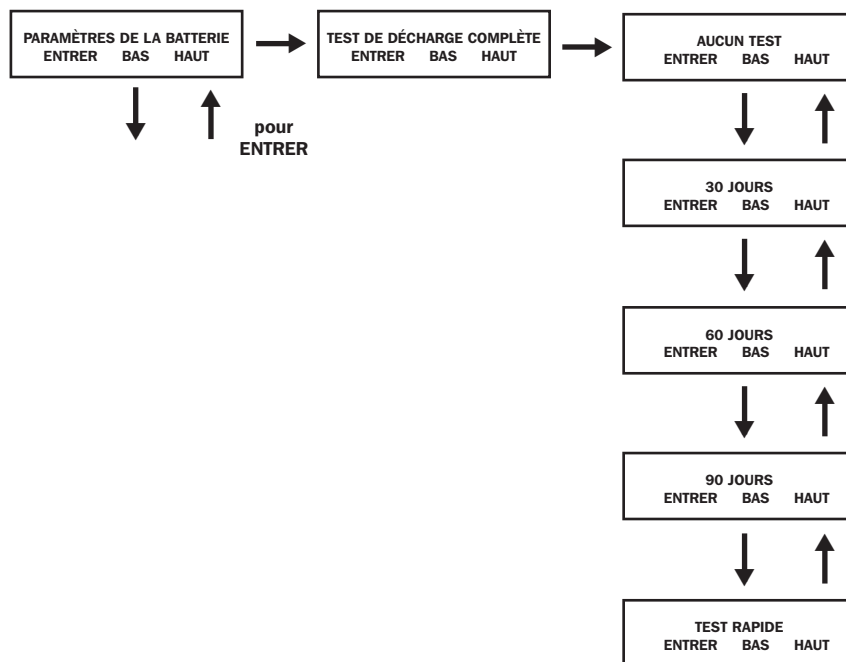 PARAMÈTRES DE LA BATTERIE
ENTRER BAS HAUT
TEST DE DÉCHARGE COMPLÈTE
ENTRER BAS HAUT
AUCUN TEST
ENTRER BAS HAUT
pour
ENTRER
30 JOURS
ENTRER BAS HAUT
60 JOURS
ENTRER BAS HAUT
90 JOURS
ENTRER BAS HAUT
TEST RAPIDE
ENTRER BAS HAUT